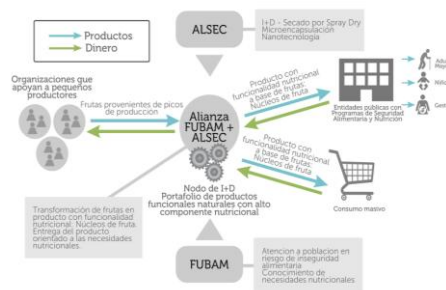 Productos
Dinero
ALSEC
I+D - Secado por Spray Dry
Microencapsulación
Nanotecnología
Organizaciones que
apoyan a pequeños
productores
Frutas provenientes de picos
de producción
Alianza
FUBAM +
ALSEC
Producto con
funcionalidad nutricional
a base de frutas:
Núcleos de fruta
Entidades públicas con
Programas de Seguridad
Alimentaria y Nutrición
Producto con
funcionalidad nutricional
a base de frutas:
Núcleos de fruta
Consumo masivo
Nodo de I+D
Portafolio de productos
funcionales naturales con alto
componente nutricional
Transformación de frutas en
producto con funcionalidad
nutricional: Núcleos de fruta
Entrega del producto
orientado a las necesidades
nutricionales.
FUBAM
Atencion a poblacion en
riesgo de inseguridad
alimentaria
Conocimiento de
necesidades nutricionales